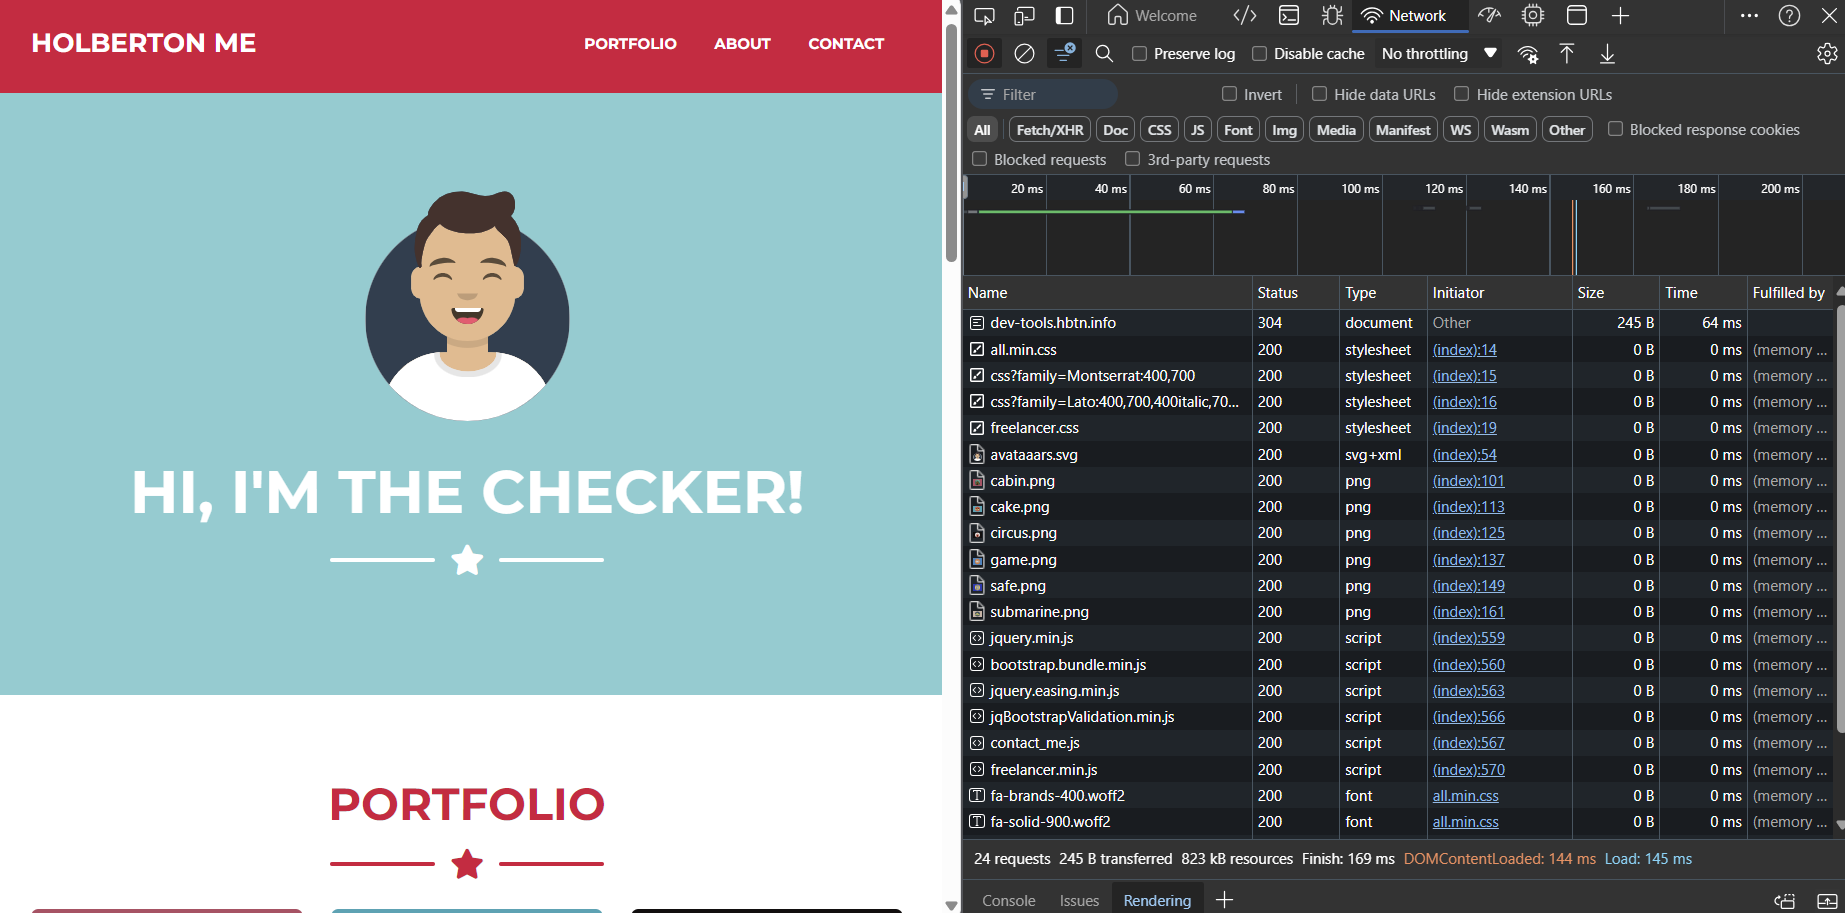 HOLBERTON ME
PORTFOLIO ABOUT CONTACT
HI, I'M THE CHECKER!
PORTFOLIO
Welcome Network
Preserve log Disable cache No throttling
Filter Invert Hide data URLs Hide extension URLs
All Fetch/XHR Doc CSS JS Font Img Media Manifest WS Wasm Other Blocked response cookies
Blocked requests 3rd-party requests
20 ms 40 ms 60 ms 80 ms 100 ms 120 ms 140 ms 160 ms 180 ms 200 ms
Name Status Type Initiator Size Time Fulfilled by
dev-tools.hbtn.info 304 document Other 245 B 64 ms
all.min.css 200 stylesheet (index):14 0 B 0 ms (memory ...
css?family=Montserrat:400,700 200 stylesheet (index):15 0 B 0 ms (memory ...
css?family=Lato:400,700,400italic,70... 200 stylesheet (index):16 0 B 0 ms (memory ...
freelancer.css 200 stylesheet (index):19 0 B 0 ms (memory ...
avataaars.svg 200 svg+xml (index):54 0 B 0 ms (memory ...
cabin.png 200 png (index):101 0 B 0 ms (memory ...
cake.png 200 png (index):113 0 B 0 ms (memory ...
circus.png 200 png (index):125 0 B 0 ms (memory ...
game.png 200 png (index):137 0 B 0 ms (memory ...
safe.png 200 png (index):149 0 B 0 ms (memory ...
submarine.png 200 png (index):161 0 B 0 ms (memory ...
jquery.min.js 200 script (index):559 0 B 0 ms (memory ...
bootstrap.bundle.min.js 200 script (index):560 0 B 0 ms (memory ...
jquery.easing.min.js 200 script (index):563 0 B 0 ms (memory ...
jqBootstrapValidation.min.js 200 script (index):566 0 B 0 ms (memory ...
contact_me.js 200 script (index):567 0 B 0 ms (memory ...
freelancer.min.js 200 script (index):570 0 B 0 ms (memory ...
fa-brands-400.woff2 200 font all.min.css 0 B 0 ms (memory ...
fa-solid-900.woff2 200 font all.min.css 0 B 0 ms (memory ...
24 requests 245 B transferred 823 kB resources Finish: 169 ms DOMContentLoaded: 144 ms Load: 145 ms
Console Issues Rendering